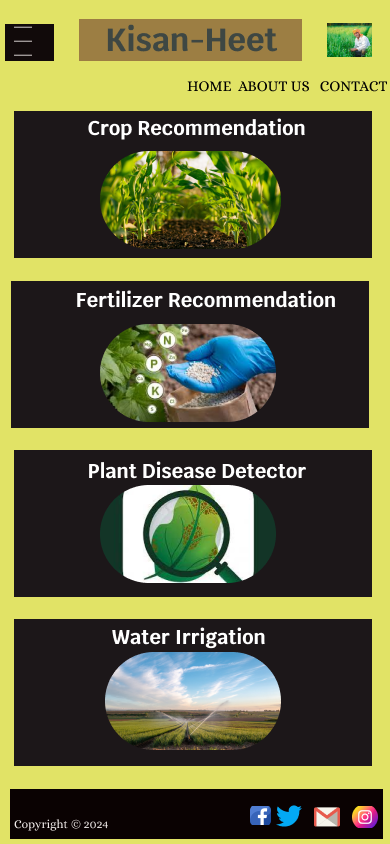 Kisan-Heet
HOME ABOUT US CONTACT
Crop Recommendation
Fertilizer Recommendation
N
P
K
Plant Disease Detector
Water Irrigation
Copyright © 2024